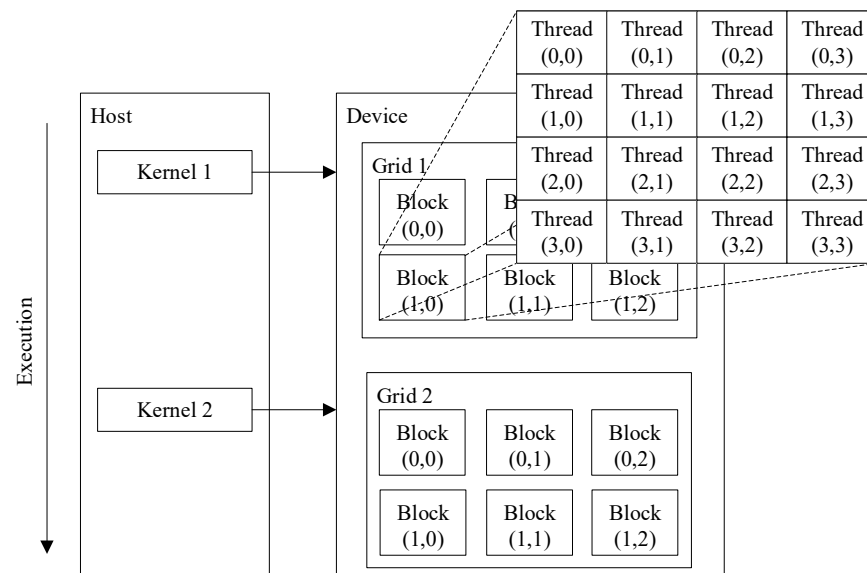 Thread Thread Thread Thread
(0,0) (0,1) (0,2) (0,3)
Thread Thread Thread Thread
(1,0) (1,1) (1,2) (1,3)
Thread Thread Thread Thread
(2,0) (2,1) (2,2) (2,3)
Thread Thread Thread Thread
(3,0) (3,1) (3,2) (3,3)
Host
Kernel 1
Kernel 2
Execution
Device
Grid 1
Block
(0,0)
Block Block Block
(1,0) (1,1) (1,2)
Grid 2
Block Block Block
(0,0) (0,1) (0,2)
Block Block Block
(1,0) (1,1) (1,2)